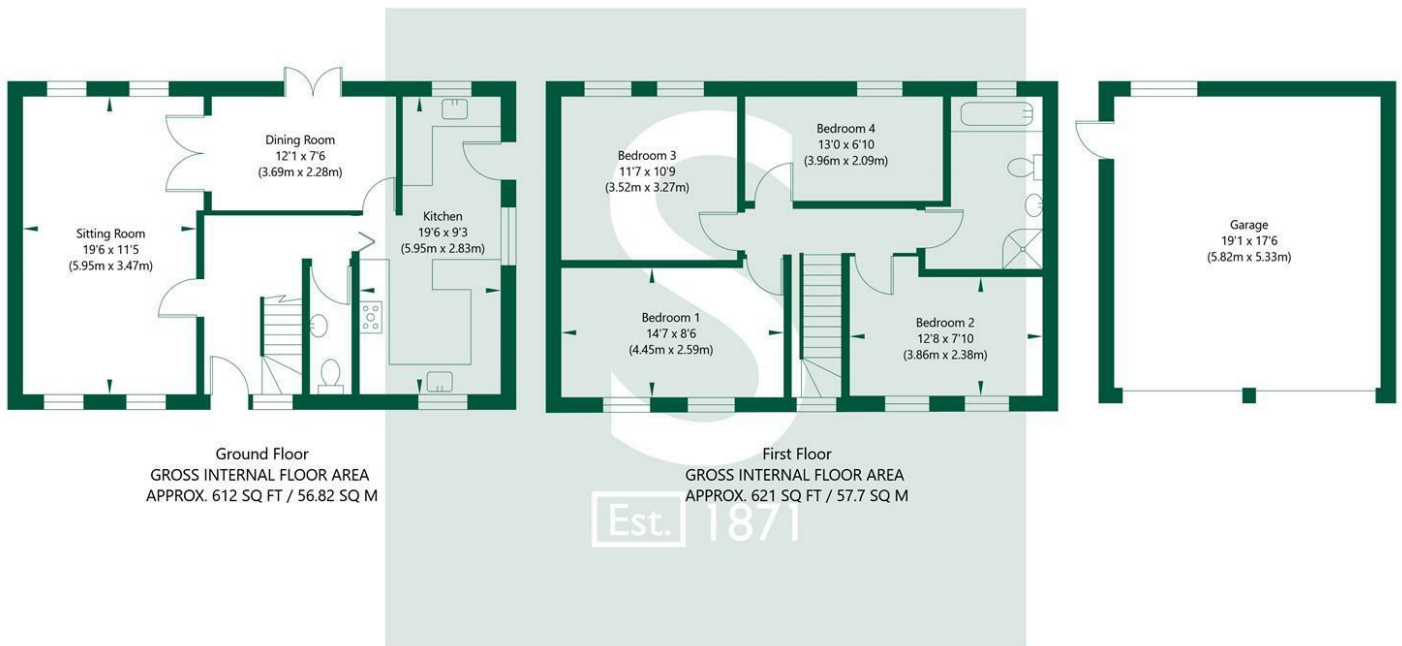 Dining Room
12'1 x 7'6
(3.69m x 2.28m)
Sitting Room
19'6 x 11'5
(5.95m x 3.47m)
Kitchen
19'6 x 9'3
(5.95m x 2.83m)
Ground Floor
GROSS INTERNAL FLOOR AREA
APPROX. 612 SQ FT / 56.82 SQ M
Bedroom 3
11'7 x 10'9
(3.52m x 3.27m)
Bedroom 4
13'0 x 6'10
(3.96m x 2.09m)
Bedroom 1
14'7 x 8'6
(4.45m x 2.59m)
Bedroom 2
12'8 x 7'10
(3.86m x 2.38m)
First Floor
GROSS INTERNAL FLOOR AREA
APPROX. 621 SQ FT / 57.7 SQ M
Garage
19'1 x 17'6
(5.82m x 5.33m)
S
Est. 1871